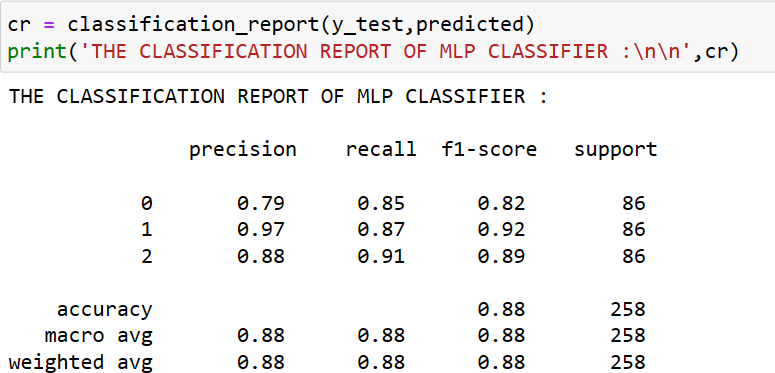 cr = classification_report(y_test,predicted)
print('THE CLASSIFICATION REPORT OF MLP CLASSIFIER :\n\n',cr)
THE CLASSIFICATION REPORT OF MLP CLASSIFIER :
precision recall f1-score support
0 0.79 0.85 0.82 86
1 0.97 0.87 0.92 86
2 0.88 0.91 0.89 86
accuracy 0.88 258
macro avg 0.88 0.88 0.88 258
weighted avg 0.88 0.88 0.88 258